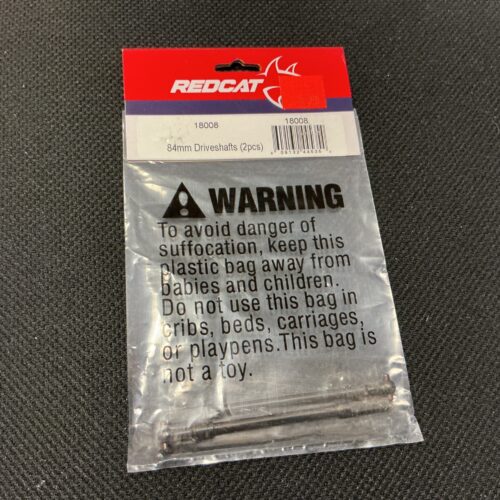 REDCAT
18008
18008
84mm Driveshafts (2pcs)
WARNING
To avoid danger of
suffocation, keep this
plastic bag away from
babies and children.
Do not use this bag in
cribs, beds, carriages,
or playpens.This bag is
not a toy.